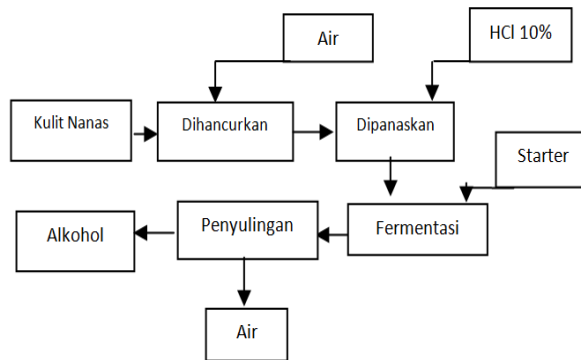 Air
HCl 10%
Kulit Nanas
Dihancurkan
Dipanaskan
Starter
Alkohol
Penyulingan
Fermentasi
Air